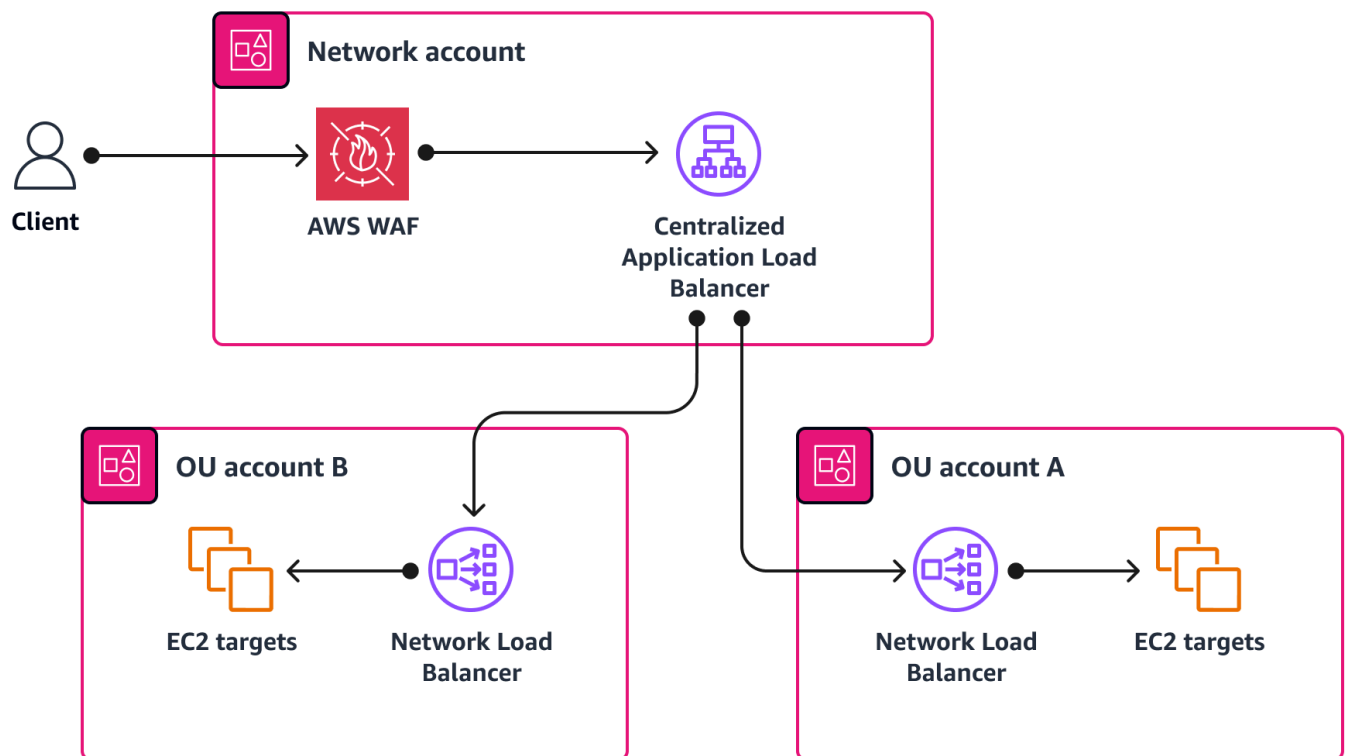 Network account
Client
AWS WAF
Centralized
Application Load
Balancer
OU account B
EC2 targets
Network Load
Balancer
OU account A
Network Load
Balancer
EC2 targets